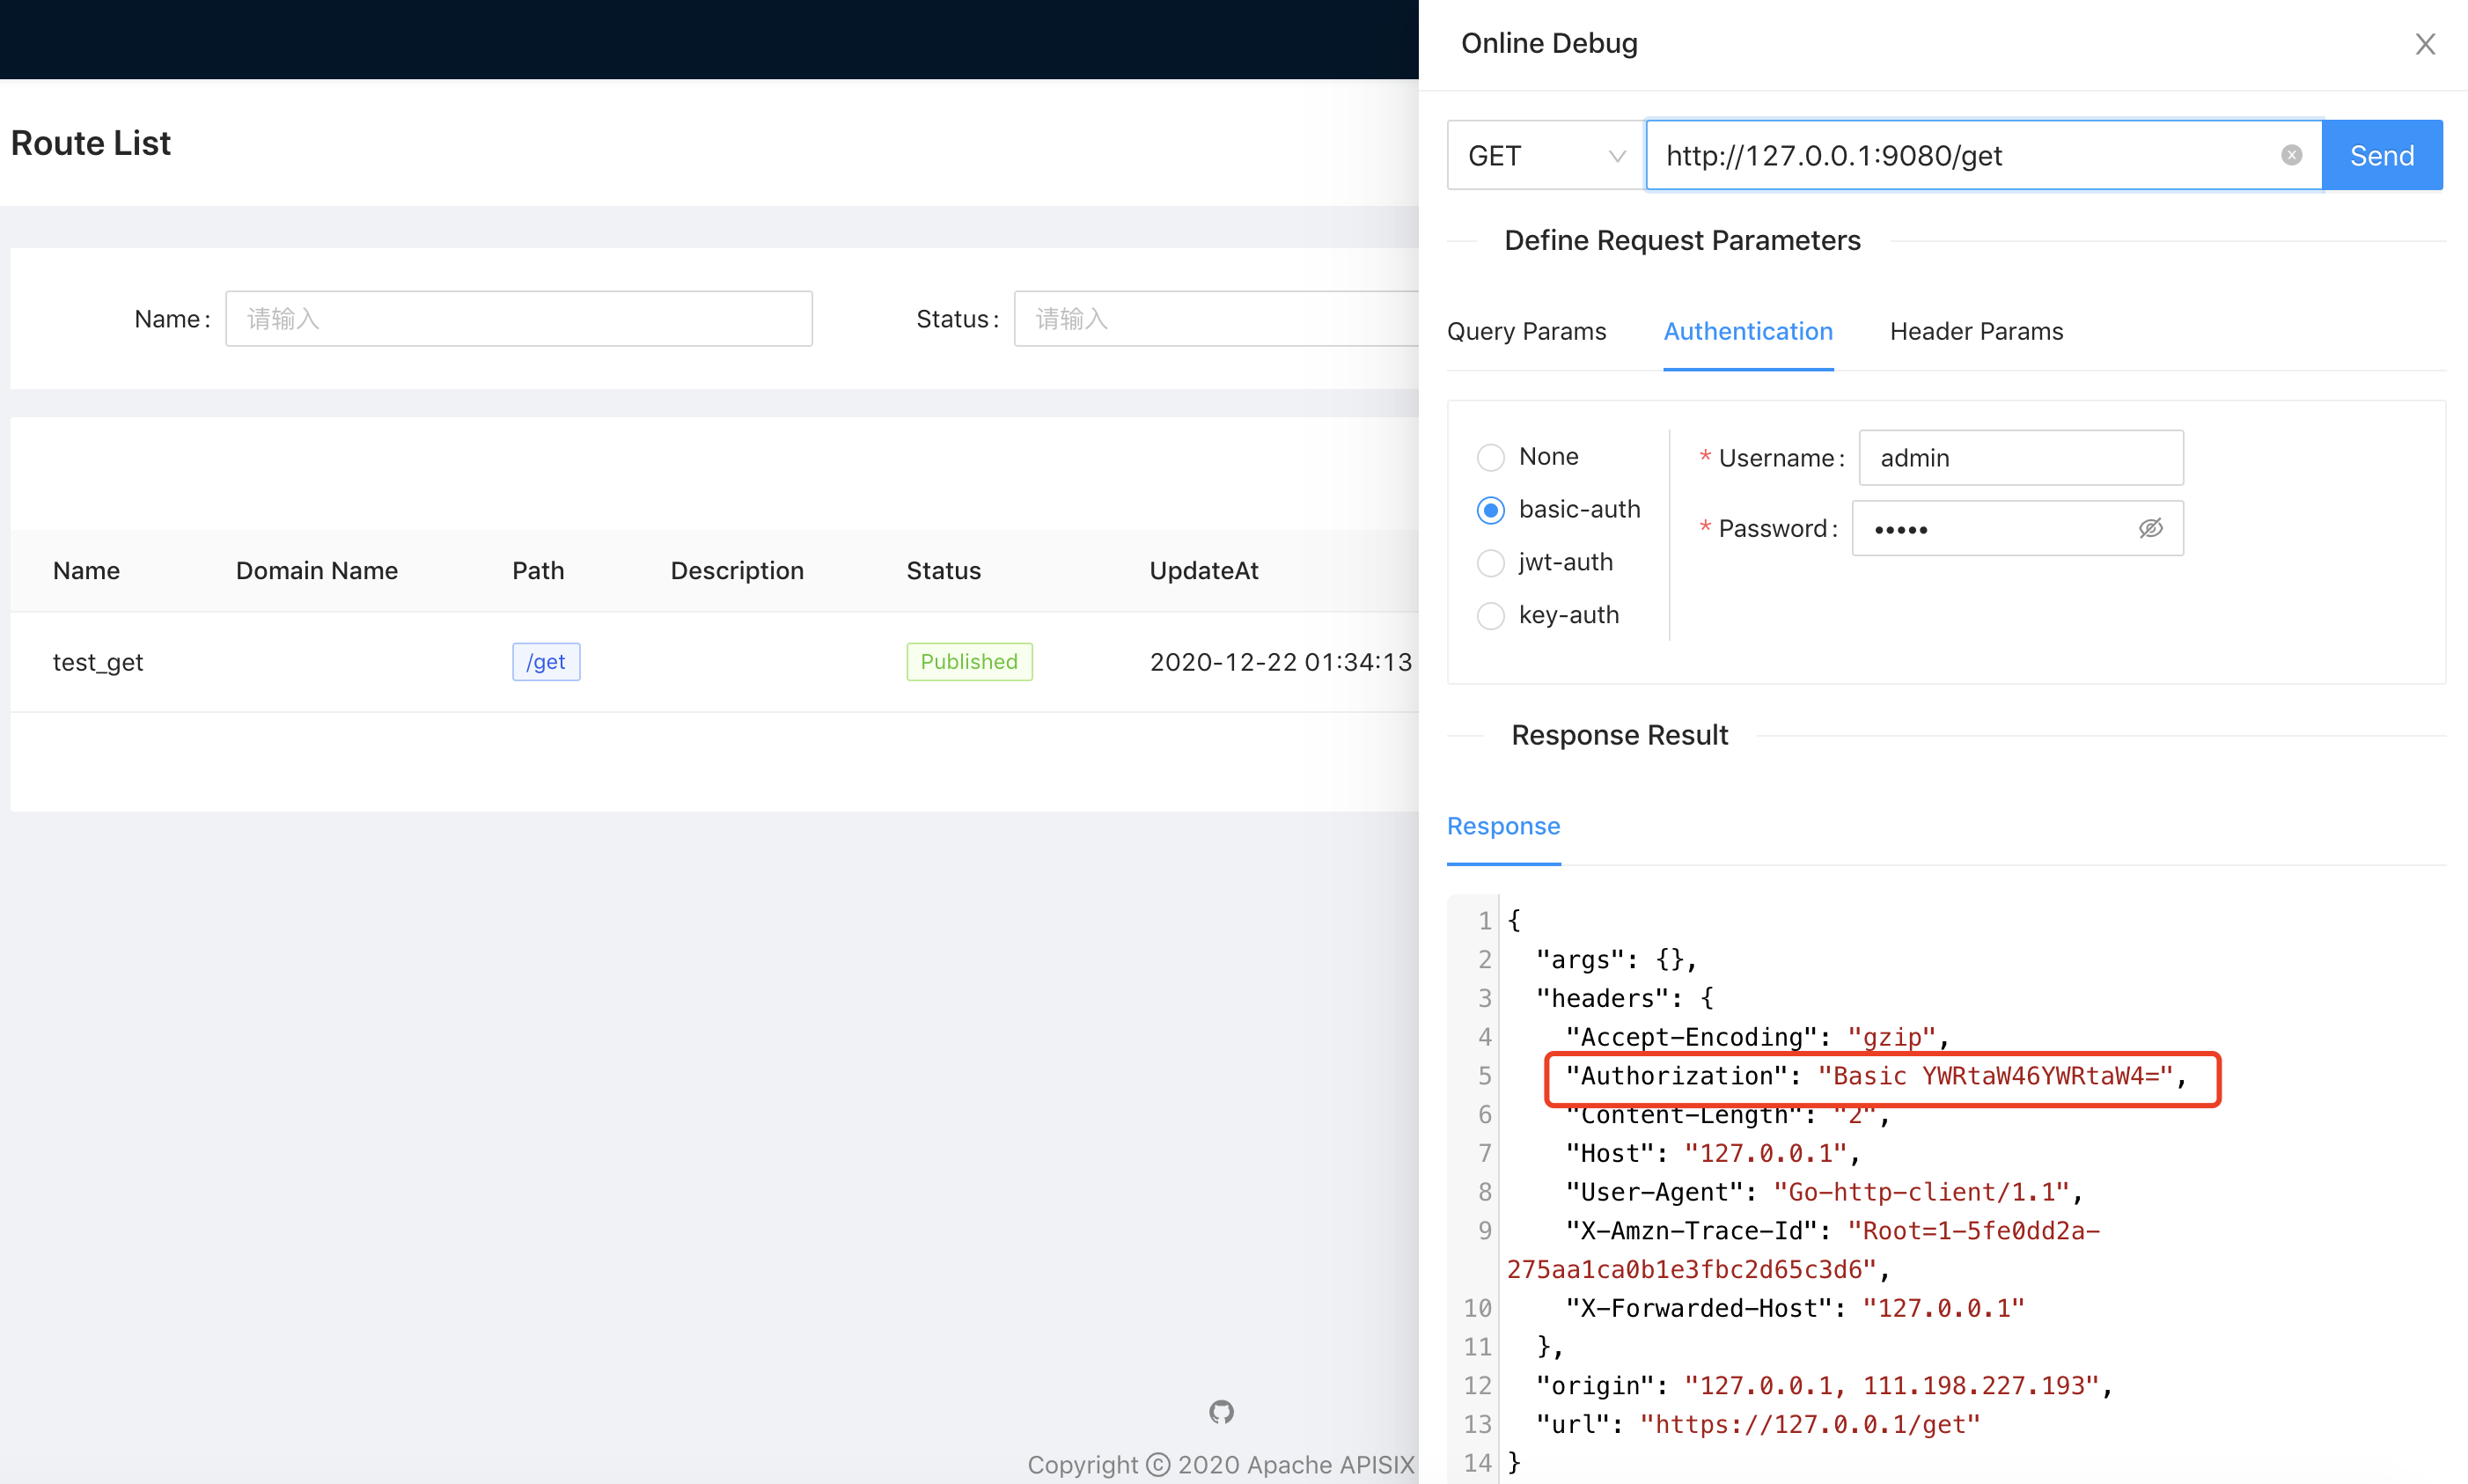 Route List
Name : 请输入
Status : 请输入
Name Domain Name Path Description Status UpdateAt
test_get /get Published 2020-12-22 01:34:13
Copyright © 2020 Apache APISIX
Online Debug
GET http://127.0.0.1:9080/get Send
Define Request Parameters
Query Params Authentication Header Params
None
basic-auth
jwt-auth
key-auth
* Username : admin
* Password : •••••
Response Result
Response
1 {
2 "args": {},
3 "headers": {
4 "Accept-Encoding": "gzip",
5 "Authorization": "Basic YWRtaW46YWRtaW4=",
6 "Content-Length": "2",
7 "Host": "127.0.0.1",
8 "User-Agent": "Go-http-client/1.1",
9 "X-Amzn-Trace-Id": "Root=1-5fe0dd2a-
275aa1ca0b1e3fbc2d65c3d6",
10 "X-Forwarded-Host": "127.0.0.1"
11 },
12 "origin": "127.0.0.1, 111.198.227.193",
13 "url": "https://127.0.0.1/get"
14 }